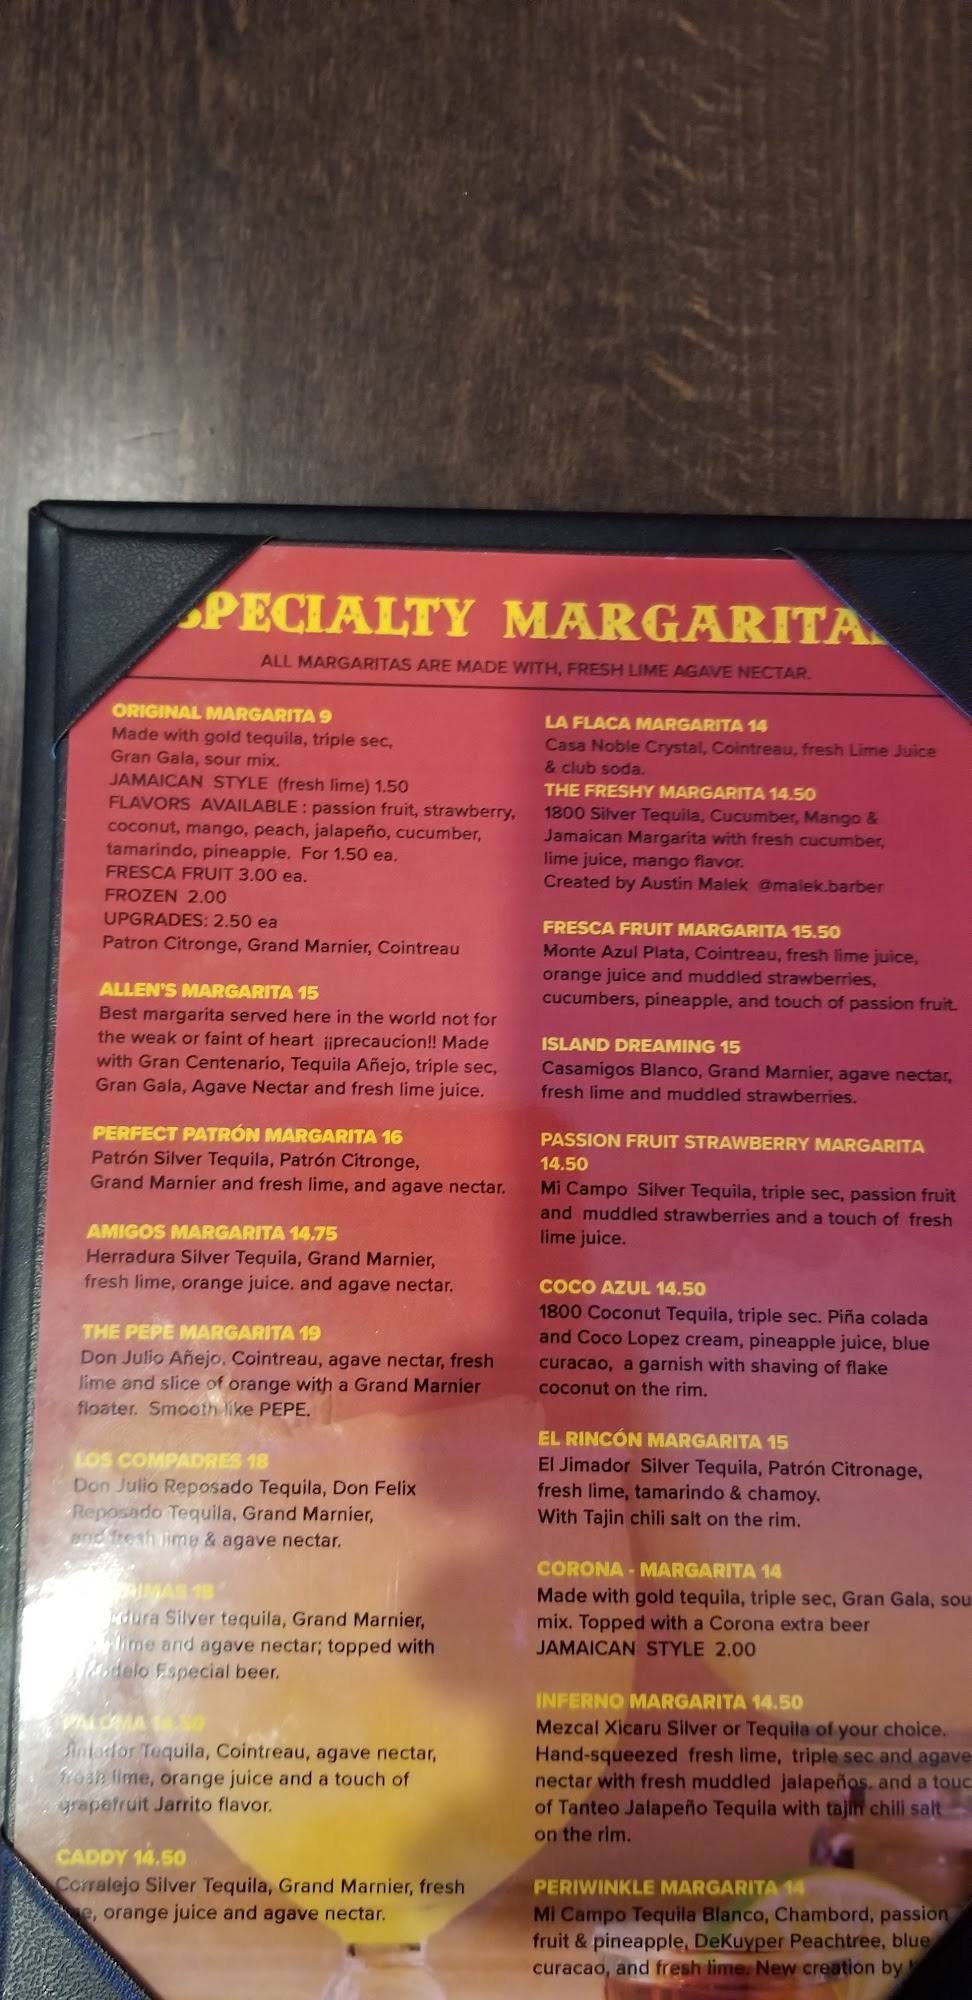 SPECIALTY MARGARITAS
ALL MARGARITAS ARE MADE WITH, FRESH LIME AGAVE NECTAR.
ORIGINAL MARGARITA 9
Made with gold tequila, triple sec,
Gran Gala, sour mix.
JAMAICAN STYLE (fresh lime) 1.50
FLAVORS AVAILABLE : passion fruit, strawberry,
coconut, mango, peach, jalapeño, cucumber,
tamarindo, pineapple. For 1.50 ea.
FRESCA FRUIT 3.00 ea.
FROZEN 2.00
UPGRADES: 2.50 ea
Patron Citronge, Grand Marnier, Cointreau
ALLEN'S MARGARITA 15
Best margarita served here in the world not for
the weak or faint of heart ¡¡precaucion!! Made
with Gran Centenario, Tequila Añejo, triple sec,
Gran Gala, Agave Nectar and fresh lime juice.
PERFECT PATRÓN MARGARITA 16
Patrón Silver Tequila, Patrón Citronge,
Grand Marnier and fresh lime, and agave nectar.
AMIGOS MARGARITA 14.75
Herradura Silver Tequila, Grand Marnier,
fresh lime, orange juice. and agave nectar.
THE PEPE MARGARITA 19
Don Julio Añejo, Cointreau, agave nectar, fresh
lime and slice of orange with a Grand Marnier
floater. Smooth like PEPE.
LOS COMPADRES 18
Don Julio Reposado Tequila, Don Felix
Reposado Tequila, Grand Marnier,
and fresh lime & agave nectar.
18
Silver tequila, Grand Marnier,
lime and agave nectar; topped with
Modelo Especial beer.
PALOMA 14.50
Jimador Tequila, Cointreau, agave nectar,
fresh lime, orange juice and a touch of
grapefruit Jarrito flavor.
CADDY 14.50
Corralejo Silver Tequila, Grand Marnier, fresh
orange juice and agave nectar.
LA FLACA MARGARITA 14
Casa Noble Crystal, Cointreau, fresh Lime Juice
& club soda.
THE FRESHY MARGARITA 14.50
1800 Silver Tequila, Cucumber, Mango &
Jamaican Margarita with fresh cucumber,
lime juice, mango flavor.
Created by Austin Malek @malek.barber
FRESCA FRUIT MARGARITA 15.50
Monte Azul Plata, Cointreau, fresh lime juice,
orange juice and muddled strawberries,
cucumbers, pineapple, and touch of passion fruit.
ISLAND DREAMING 15
Casamigos Blanco, Grand Marnier, agave nectar,
fresh lime and muddled strawberries.
PASSION FRUIT STRAWBERRY MARGARITA
14.50
Mi Campo Silver Tequila, triple sec, passion fruit
and muddled strawberries and a touch of fresh
lime juice.
COCO AZUL 14.50
1800 Coconut Tequila, triple sec. Piña colada
and Coco Lopez cream, pineapple juice, blue
curacao, a garnish with shaving of flake
coconut on the rim.
EL RINCÓN MARGARITA 15
El Jimador Silver Tequila, Patrón Citronage,
fresh lime, tamarindo & chamoy.
With Tajin chili salt on the rim.
CORONA - MARGARITA 14
Made with gold tequila, triple sec, Gran Gala, sou
mix. Topped with a Corona extra beer
JAMAICAN STYLE 2.00
INFERNO MARGARITA 14.50
Mezcal Xicaru Silver or Tequila of your choice.
Hand-squeezed fresh lime, triple sec and agave
nectar with fresh muddled jalapeños. and a touc
of Tanteo Jalapeño Tequila with tajin chili salt
on the rim.
PERIWINKLE MARGARITA 14
Mi Campo Tequila Blanco, Chambord, passion
fruit & pineapple, DeKuyper Peachtree, blue
curacao, and fresh lime. New creation by